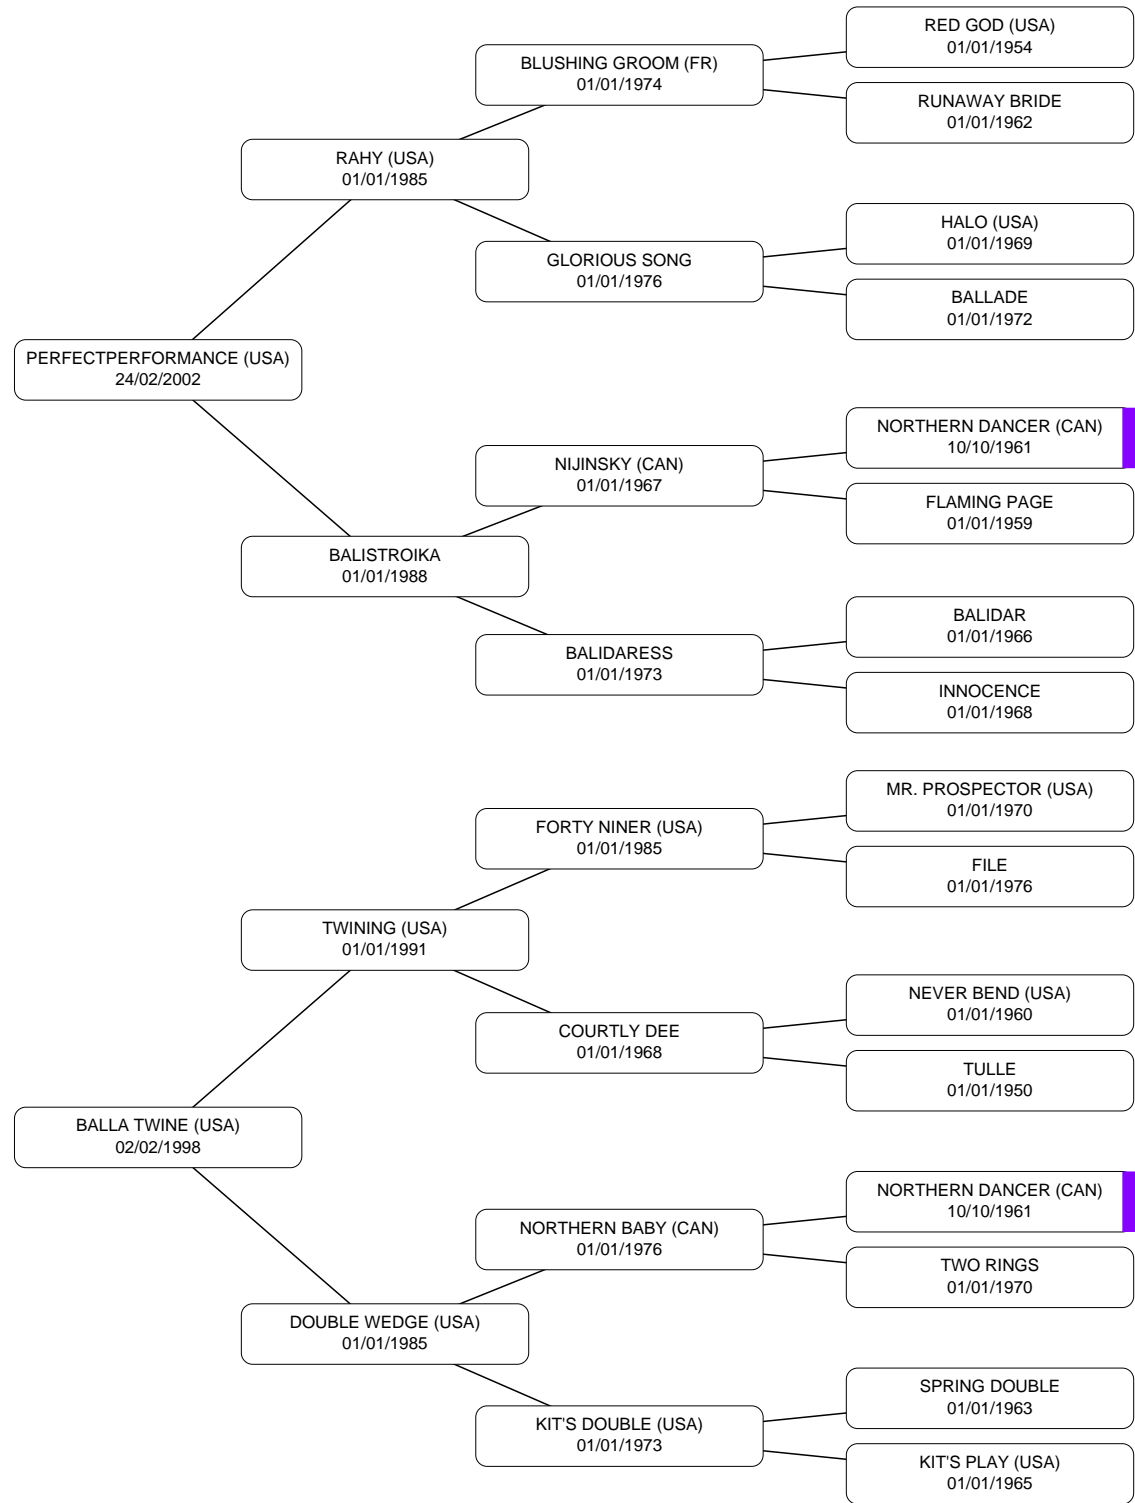 RED GOD (USA)
01/01/1954
BLUSHING GROOM (FR)
01/01/1974
RUNAWAY BRIDE
01/01/1962
RAHY (USA)
01/01/1985
HALO (USA)
01/01/1969
GLORIOUS SONG
01/01/1976
BALLADE
01/01/1972
PERFECTPERFORMANCE (USA)
24/02/2002
NORTHERN DANCER (CAN)
10/10/1961
NIJINSKY (CAN)
01/01/1967
FLAMING PAGE
01/01/1959
BALISTROIKA
01/01/1988
BALIDAR
01/01/1966
BALIDARESS
01/01/1973
INNOCENCE
01/01/1968
MR. PROSPECTOR (USA)
01/01/1970
FORTY NINER (USA)
01/01/1985
FILE
01/01/1976
TWINING (USA)
01/01/1991
NEVER BEND (USA)
01/01/1960
COURTLY DEE
01/01/1968
TULLE
01/01/1950
BALLA TWINE (USA)
02/02/1998
NORTHERN DANCER (CAN)
10/10/1961
NORTHERN BABY (CAN)
01/01/1976
TWO RINGS
01/01/1970
DOUBLE WEDGE (USA)
01/01/1985
SPRING DOUBLE
01/01/1963
KIT'S DOUBLE (USA)
01/01/1973
KIT'S PLAY (USA)
01/01/1965